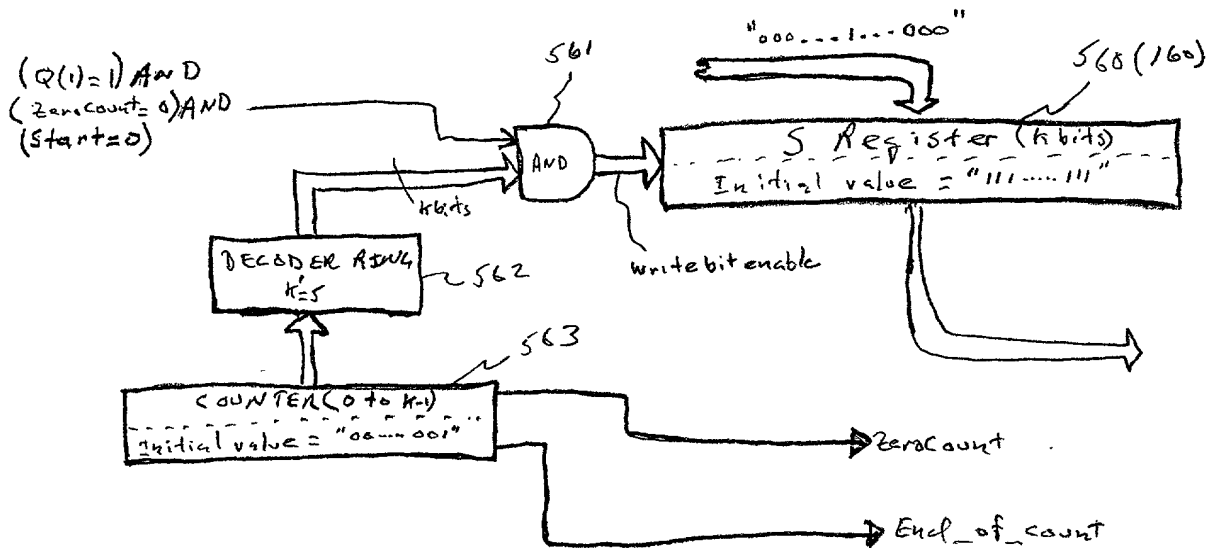 "000...1...000"
561
560 (160)
(Q(1)=1) AND
(ZeroCount=0) AND
(Start=0)
AND
S Register (k bits)
Initial value = "111.....111"
kbits
write bit enable
DECODER RING
562
563
COUNTER (0 to K-1)
Initial value = "00....001"
ZeroCount
End_of_count